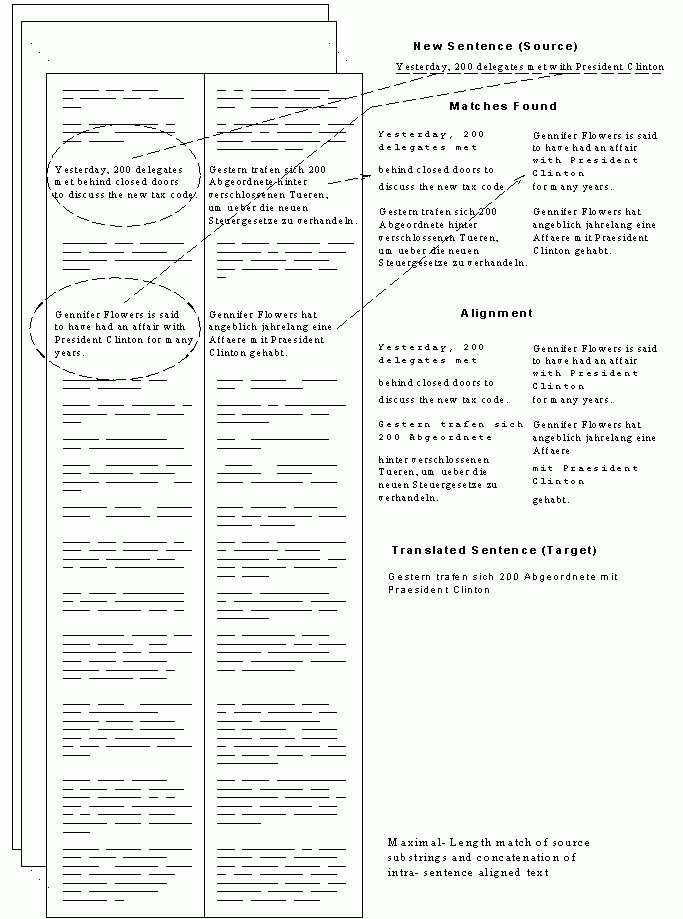 New Sentence (Source)
Yesterday, 200 delegates met with President Clinton
Matches Found
Yesterday, 200
delegates met
behind closed doors to
discuss the new tax code
Gennifer Flowers is said
to have had an affair
with President
Clinton
for many years.
Gestern trafen sich 200
Abgeordnete hinter
verschlossenen Tueren,
um ueber die neuen
Steuergesetze zu verhandeln.
Gennifer Flowers hat
angeblich jahrelang eine
Affaere mit Praesident
Clinton gehabt.
Yesterday, 200 delegates
met behind closed doors
to discuss the new tax code
Gestern trafen sich 200
Abgeordnete hinter
verschlossenen Tueren,
um ueber die neuen
Steuergesetze zu verhandeln.
Gennifer Flowers is said
to have had an affair with
President Clinton for many
years.
Gennifer Flowers hat
angeblich jahrelang eine
Affaere mit Praesident
Clinton gehabt.
Alignment
Yesterday, 200
delegates met
behind closed doors to
discuss the new tax code.
Gennifer Flowers is said
to have had an affair
with President
Clinton
for many years.
Gestern trafen sich
200 Abgeordnete
hinter verschlossenen
Tueren, um ueber die
neuen Steuergesetze zu
verhandeln.
Gennifer Flowers hat
angeblich jahrelang eine
Affaere
mit Praesident
Clinton
gehabt.
Translated Sentence (Target)
Gestern trafen sich 200 Abgeordnete mit
Praesident Clinton
Maximal- Length match of source
substrings and concatenation of
intra- sentence aligned text